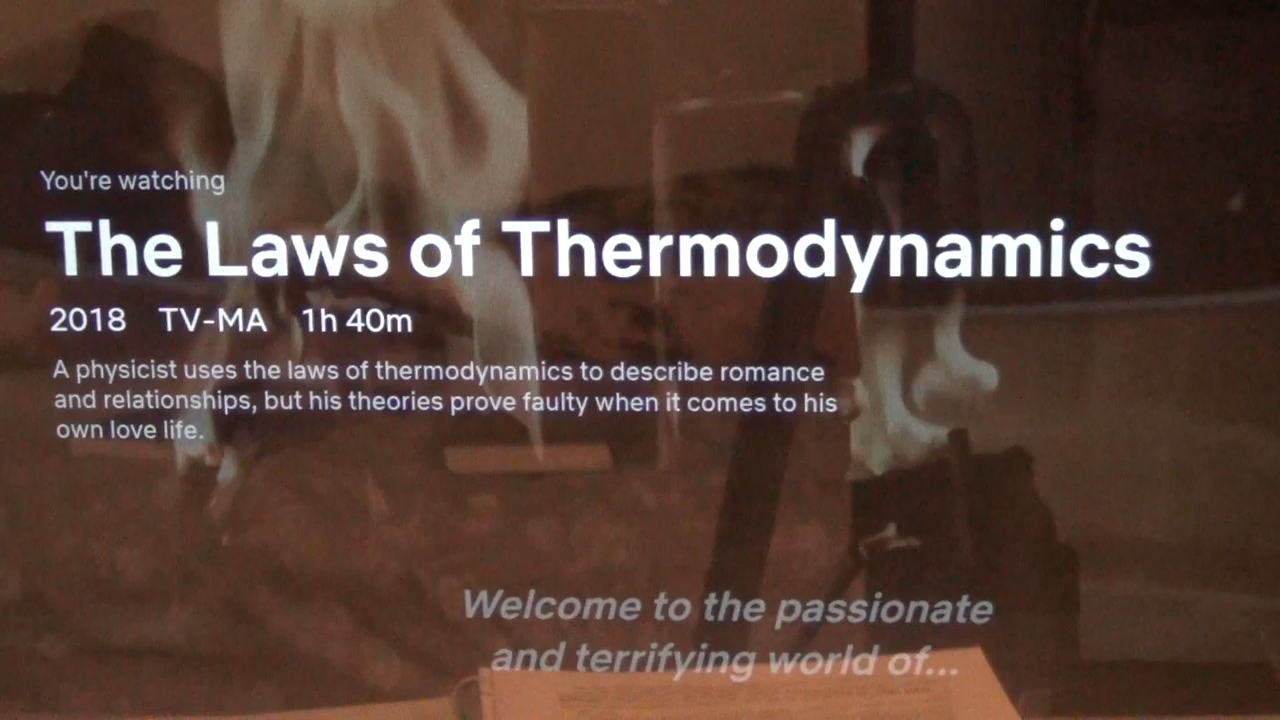 You're watching
The Laws of Thermodynamics
2018 TV-MA 1h 40m
A physicist uses the laws of thermodynamics to describe romance
and relationships, but his theories prove faulty when it comes to his
own love life.
Welcome to the passionate
and terrifying world of...